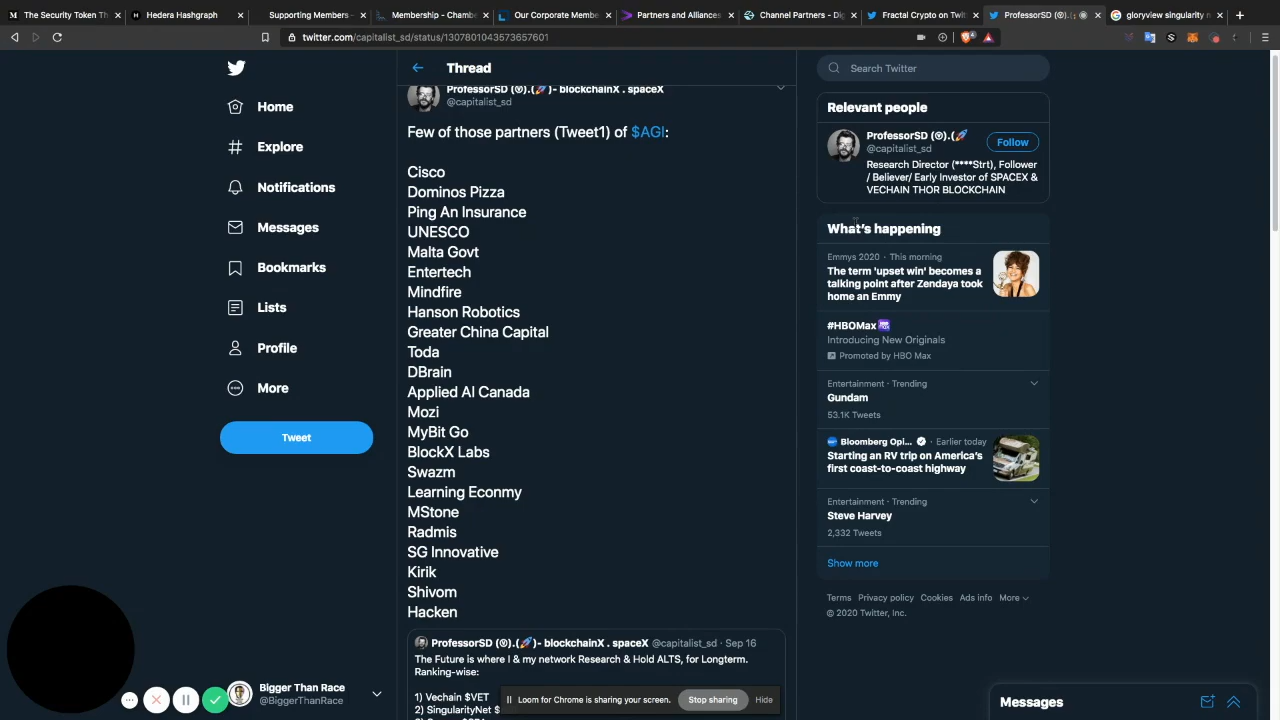 The Security Token Th
Hedera Hashgraph
Supporting Members –
Membership - Chambe
Our Corporate Membe
Partners and Alliances
Channel Partners - Dig
Fractal Crypto on Twit
ProfessorSD (®).(🚀
gloryview singularity n
twitter.com/capitalist_sd/status/1307801043573657601
Home
Explore
Notifications
Messages
Bookmarks
Lists
Profile
More
Tweet
Bigger Than Race
@BiggerThanRace
Thread
ProfessorSD (®).(🚀)- blockchainX . spaceX
@capitalist_sd
Few of those partners (Tweet1) of $AGI:
Cisco
Dominos Pizza
Ping An Insurance
UNESCO
Malta Govt
Entertech
Mindfire
Hanson Robotics
Greater China Capital
Toda
DBrain
Applied AI Canada
Mozi
MyBit Go
BlockX Labs
Swazm
Learning Econmy
MStone
Radmis
SG Innovative
Kirik
Shivom
Hacken
ProfessorSD (®).(🚀)- blockchainX . spaceX @capitalist_sd · Sep 16
The Future is where I & my network Research & Hold ALTS, for Longterm.
Ranking-wise:
1) Vechain $VET
2) SingularityNet $
Loom for Chrome is sharing your screen.
Stop sharing
Hide
Search Twitter
Relevant people
ProfessorSD (®).(🚀
@capitalist_sd
Follow
Research Director (****Strt), Follower
/ Believer/ Early Investor of SPACEX &
VECHAIN THOR BLOCKCHAIN
What's happening
Emmys 2020 · This morning
The term 'upset win' becomes a
talking point after Zendaya took
home an Emmy
#HBOMax
Introducing New Originals
Promoted by HBO Max
Entertainment · Trending
Gundam
53.1K Tweets
Bloomberg Opi... · Earlier today
Starting an RV trip on America's
first coast-to-coast highway
Entertainment · Trending
Steve Harvey
2,332 Tweets
Show more
Terms Privacy policy Cookies Ads info More
© 2020 Twitter, Inc.
Messages